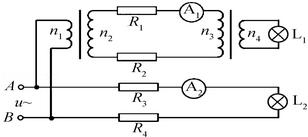 R₁ A₁
n₁ n₂ n₃ n₄ L₁
R₂
A A₂
u~ R₃ L₂
B
R₄